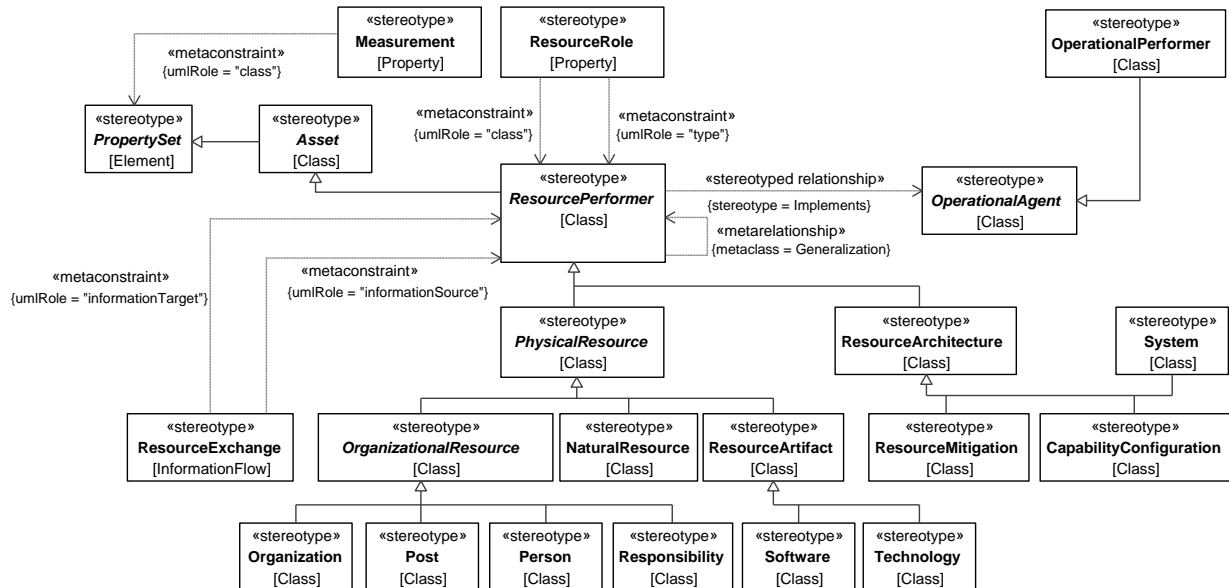 «stereotype»
Measurement
[Property]
«stereotype»
ResourceRole
[Property]
«stereotype»
OperationalPerformer
[Class]
«metaconstraint»
{umlRole = "class"}
«stereotype»
PropertySet
[Element]
«stereotype»
Asset
[Class]
«metaconstraint»
{umlRole = "class"}
«metaconstraint»
{umlRole = "type"}
«stereotype»
ResourcePerformer
[Class]
«stereotyped relationship»
{stereotype = Implements}
«metarelationship»
{metaclass = Generalization}
«stereotype»
OperationalAgent
[Class]
«metaconstraint»
{umlRole = "informationTarget"}
«metaconstraint»
{umlRole = "informationSource"}
«stereotype»
PhysicalResource
[Class]
«stereotype»
ResourceArchitecture
[Class]
«stereotype»
System
[Class]
«stereotype»
ResourceExchange
[InformationFlow]
«stereotype»
OrganizationalResource
[Class]
«stereotype»
NaturalResource
[Class]
«stereotype»
ResourceArtifact
[Class]
«stereotype»
ResourceMitigation
[Class]
«stereotype»
CapabilityConfiguration
[Class]
«stereotype»
Organization
[Class]
«stereotype»
Post
[Class]
«stereotype»
Person
[Class]
«stereotype»
Responsibility
[Class]
«stereotype»
Software
[Class]
«stereotype»
Technology
[Class]